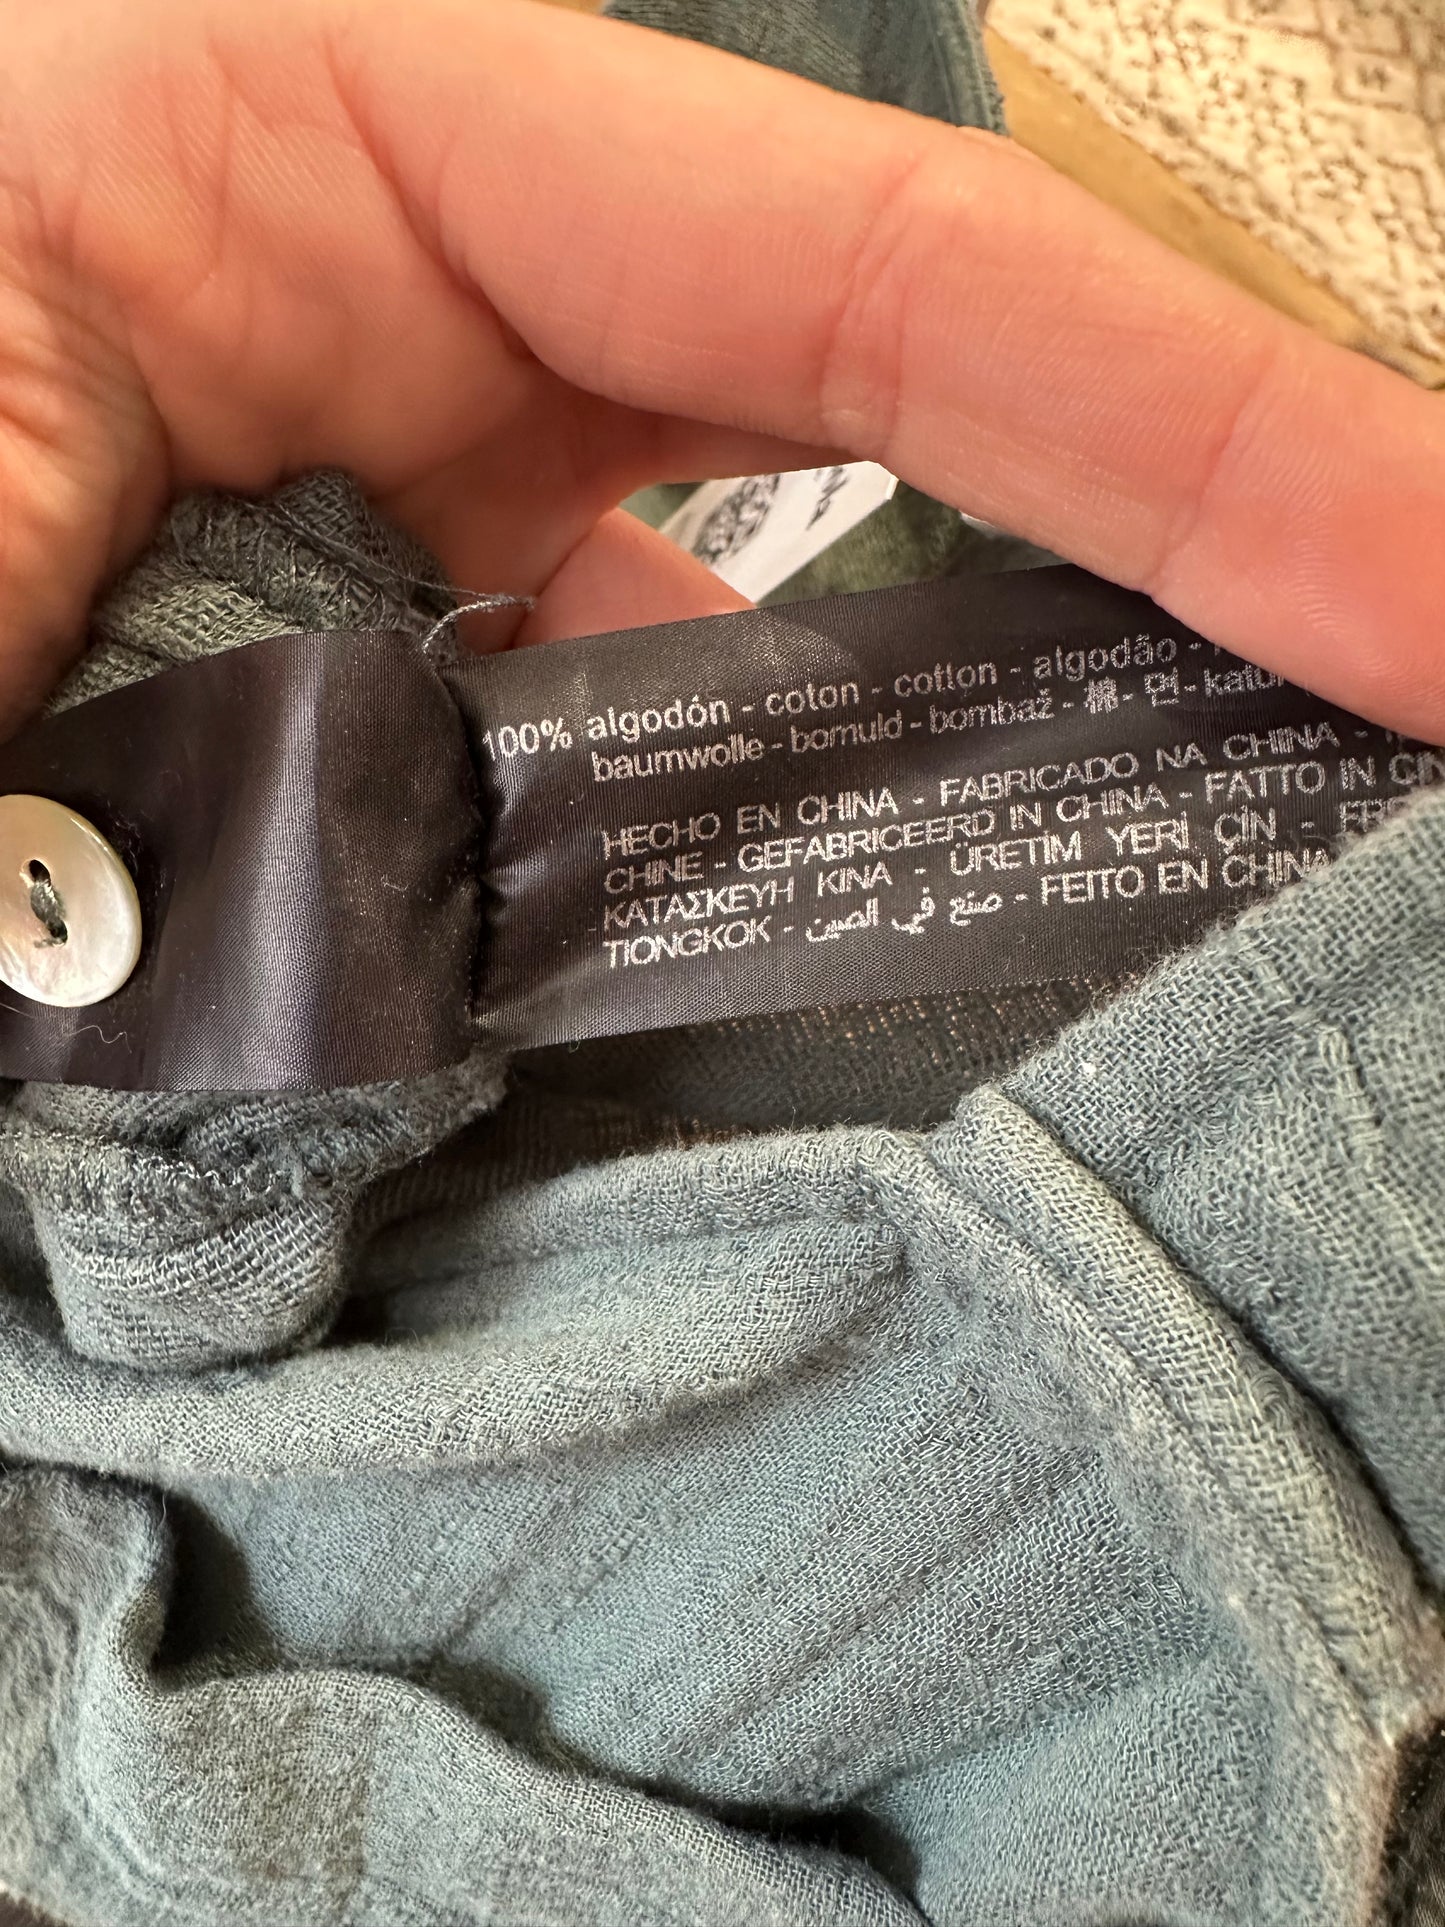 100% algodón - coton - cotton - algodão -
baumwolle - bomuld - bombaž - 棉 - 면 -
HECHO EN CHINA - FABRICADO NA CHINA -
CHINE - GEFABRICEERD IN CHINA - FATTO IN
ΚΑΤΑΣΚΕΥΗ ΚΙΝΑ - ÜRETİM YERİ ÇİN -
TIONGKOK - صنع في الصين - FEITO EN CHINA